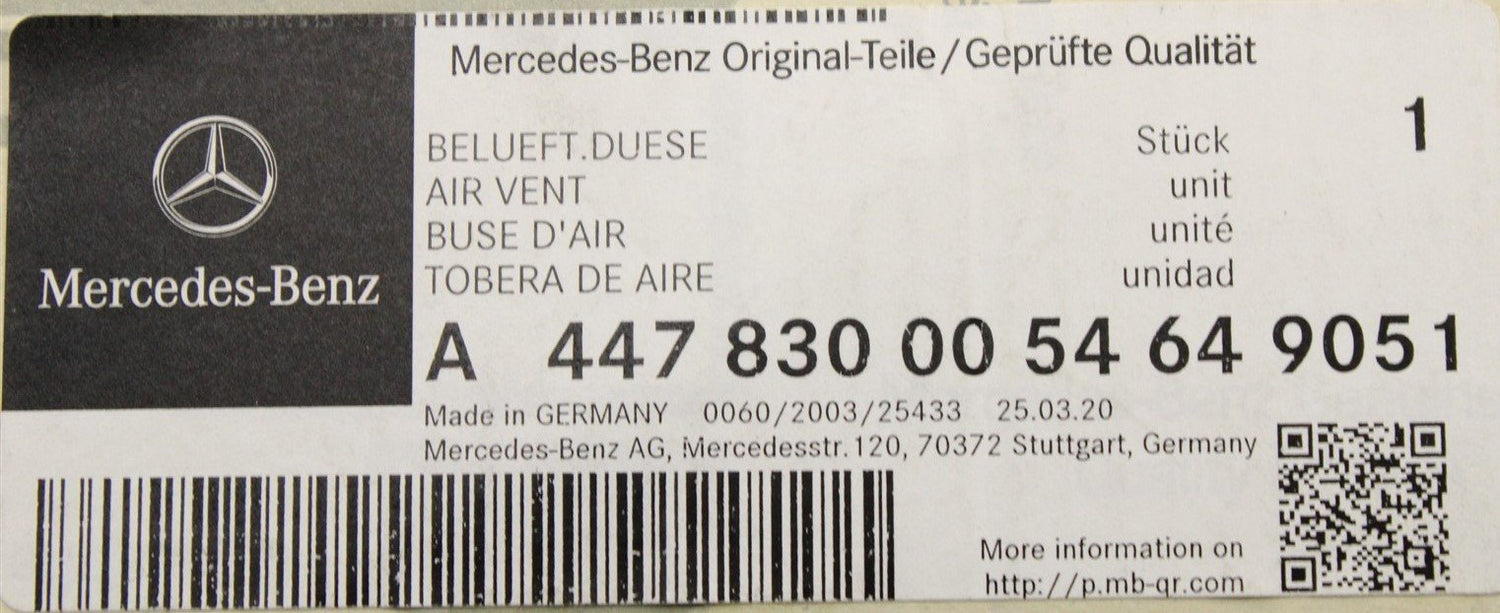 Mercedes-Benz Original-Teile/Geprüfte Qualität
1
BELUEFT.DUESE Stück
AIR VENT unit
BUSE D'AIR unité
TOBERA DE AIRE unidad
Mercedes-Benz
A 447 830 00 54 64 9051
Made in GERMANY 0060/2003/25433 25.03.20
Mercedes-Benz AG, Mercedesstr.120, 70372 Stuttgart, Germany
More information on
http://p.mb-qr.com